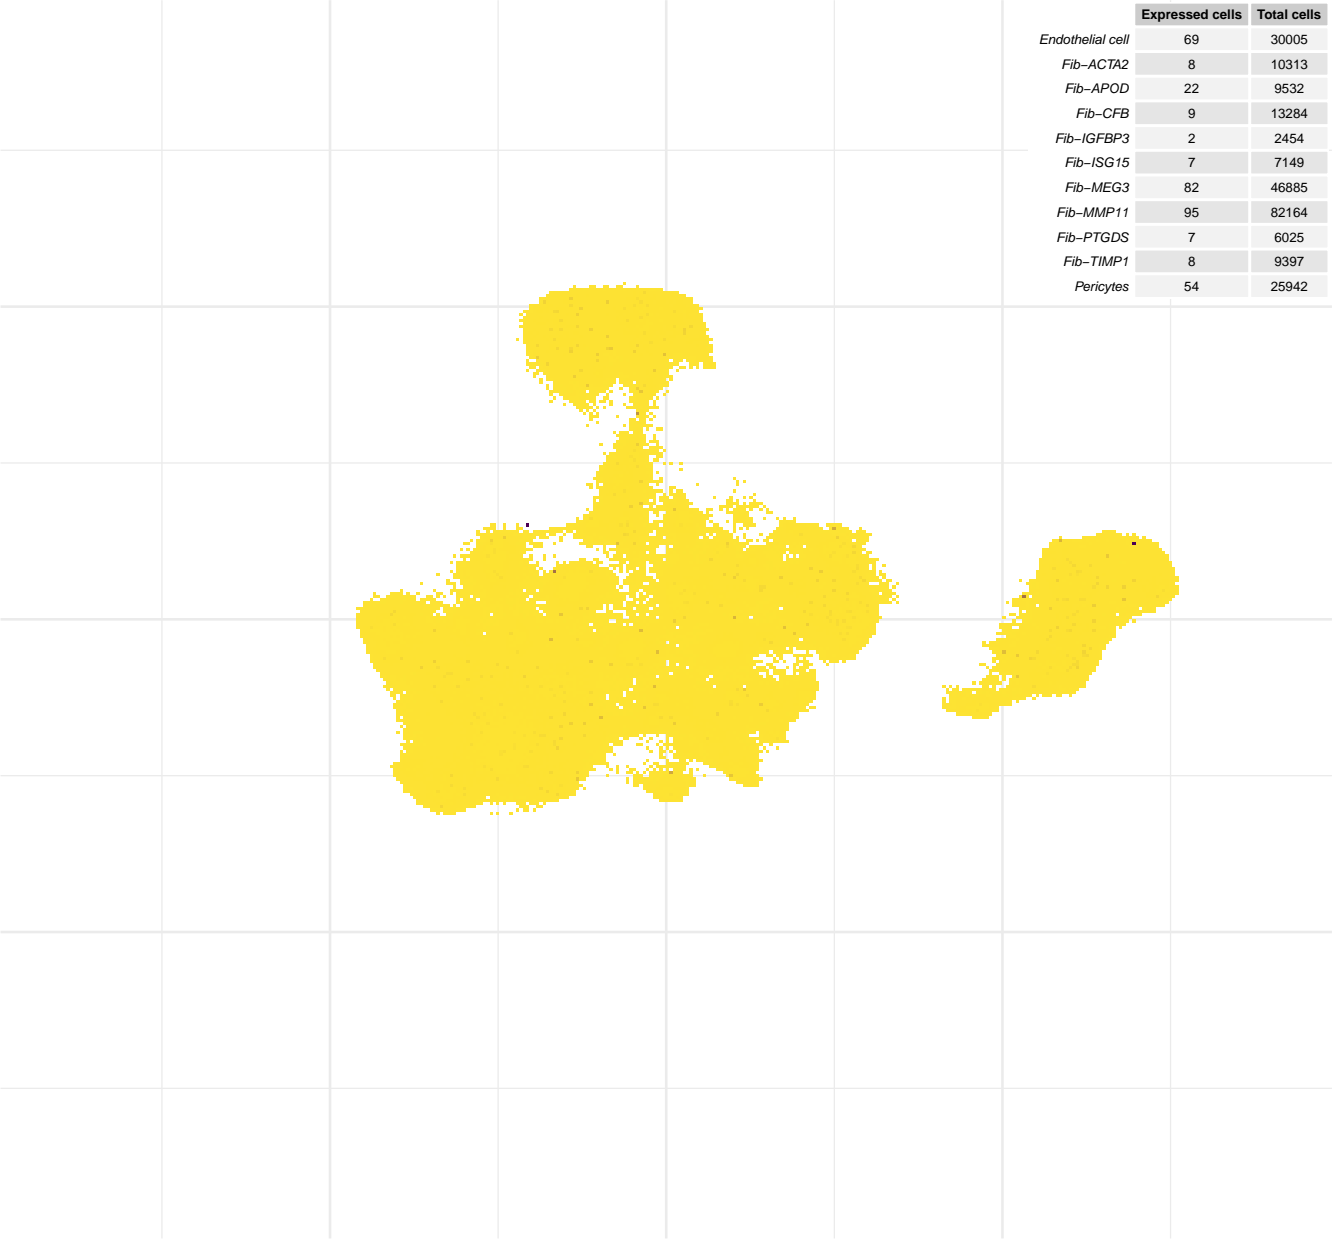 Expressed cells Total cells
Endothelial cell 69 30005
Fib−ACTA2 8 10313
Fib−APOD 22 9532
Fib−CFB 9 13284
Fib−IGFBP3 2 2454
Fib−ISG15 7 7149
Fib−MEG3 82 46885
Fib−MMP11 95 82164
Fib−PTGDS 7 6025
Fib−TIMP1 8 9397
Pericytes 54 25942